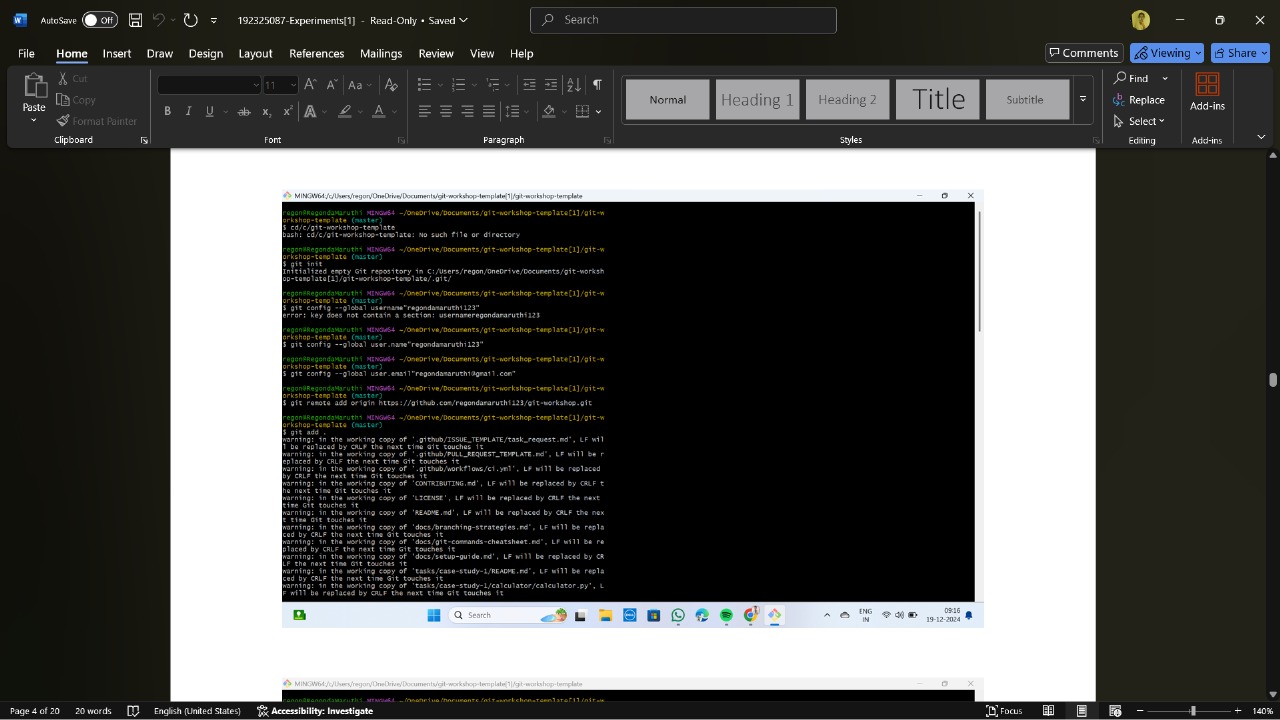 AutoSave Off 192325087-Experiments[1] - Read-Only • Saved Search
File Home Insert Draw Design Layout References Mailings Review View Help Comments Viewing Share
Paste Cut Copy Format Painter 11 Aa Normal Heading 1 Heading 2 Title Subtitle Find Replace Select Add-ins
Clipboard Font Paragraph Styles Editing Add-ins
MINGW64:/c/Users/regon/OneDrive/Documents/git-workshop-template[1]/git-workshop-template
regon@RegondaMaruthi MINGW64 ~/OneDrive/Documents/git-workshop-template[1]/git-w
orkshop-template (master)
$ cd/c/git-workshop-template
bash: cd/c/git-workshop-template: No such file or directory
regon@RegondaMaruthi MINGW64 ~/OneDrive/Documents/git-workshop-template[1]/git-w
orkshop-template (master)
$ git init
Initialized empty Git repository in C:/Users/regon/OneDrive/Documents/git-worksh
op-template[1]/git-workshop-template/.git/
regon@RegondaMaruthi MINGW64 ~/OneDrive/Documents/git-workshop-template[1]/git-w
orkshop-template (master)
$ git config --global username"regondamaruthi123"
error: key does not contain a section: usernameregondamaruthi123
regon@RegondaMaruthi MINGW64 ~/OneDrive/Documents/git-workshop-template[1]/git-w
orkshop-template (master)
$ git config --global user.name"regondamaruthi123"
regon@RegondaMaruthi MINGW64 ~/OneDrive/Documents/git-workshop-template[1]/git-w
orkshop-template (master)
$ git config --global user.email"regondamaruthi@gmail.com"
regon@RegondaMaruthi MINGW64 ~/OneDrive/Documents/git-workshop-template[1]/git-w
orkshop-template (master)
$ git remote add origin https://github.com/regondamaruthi123/git-workshop.git
regon@RegondaMaruthi MINGW64 ~/OneDrive/Documents/git-workshop-template[1]/git-w
orkshop-template (master)
$ git add .
warning: in the working copy of '.github/ISSUE_TEMPLATE/task_request.md', LF wil
l be replaced by CRLF the next time Git touches it
warning: in the working copy of '.github/PULL_REQUEST_TEMPLATE.md', LF will be r
eplaced by CRLF the next time Git touches it
warning: in the working copy of '.github/workflows/ci.yml', LF will be replaced
by CRLF the next time Git touches it
warning: in the working copy of 'CONTRIBUTING.md', LF will be replaced by CRLF t
he next time Git touches it
warning: in the working copy of 'LICENSE', LF will be replaced by CRLF the next
time Git touches it
warning: in the working copy of 'README.md', LF will be replaced by CRLF the nex
t time Git touches it
warning: in the working copy of 'docs/branching-strategies.md', LF will be repla
ced by CRLF the next time Git touches it
warning: in the working copy of 'docs/git-commands-cheatsheet.md', LF will be re
placed by CRLF the next time Git touches it
warning: in the working copy of 'docs/setup-guide.md', LF will be replaced by CR
LF the next time Git touches it
warning: in the working copy of 'tasks/case-study-1/README.md', LF will be repla
ced by CRLF the next time Git touches it
warning: in the working copy of 'tasks/case-study-1/calculator/calculator.py', L
F will be replaced by CRLF the next time Git touches it
Search ENG IN 09:16 19-12-2024
MINGW64:/c/Users/regon/OneDrive/Documents/git-workshop-template[1]/git-workshop-template
Page 4 of 20 20 words English (United States) Accessibility: Investigate Focus 140%